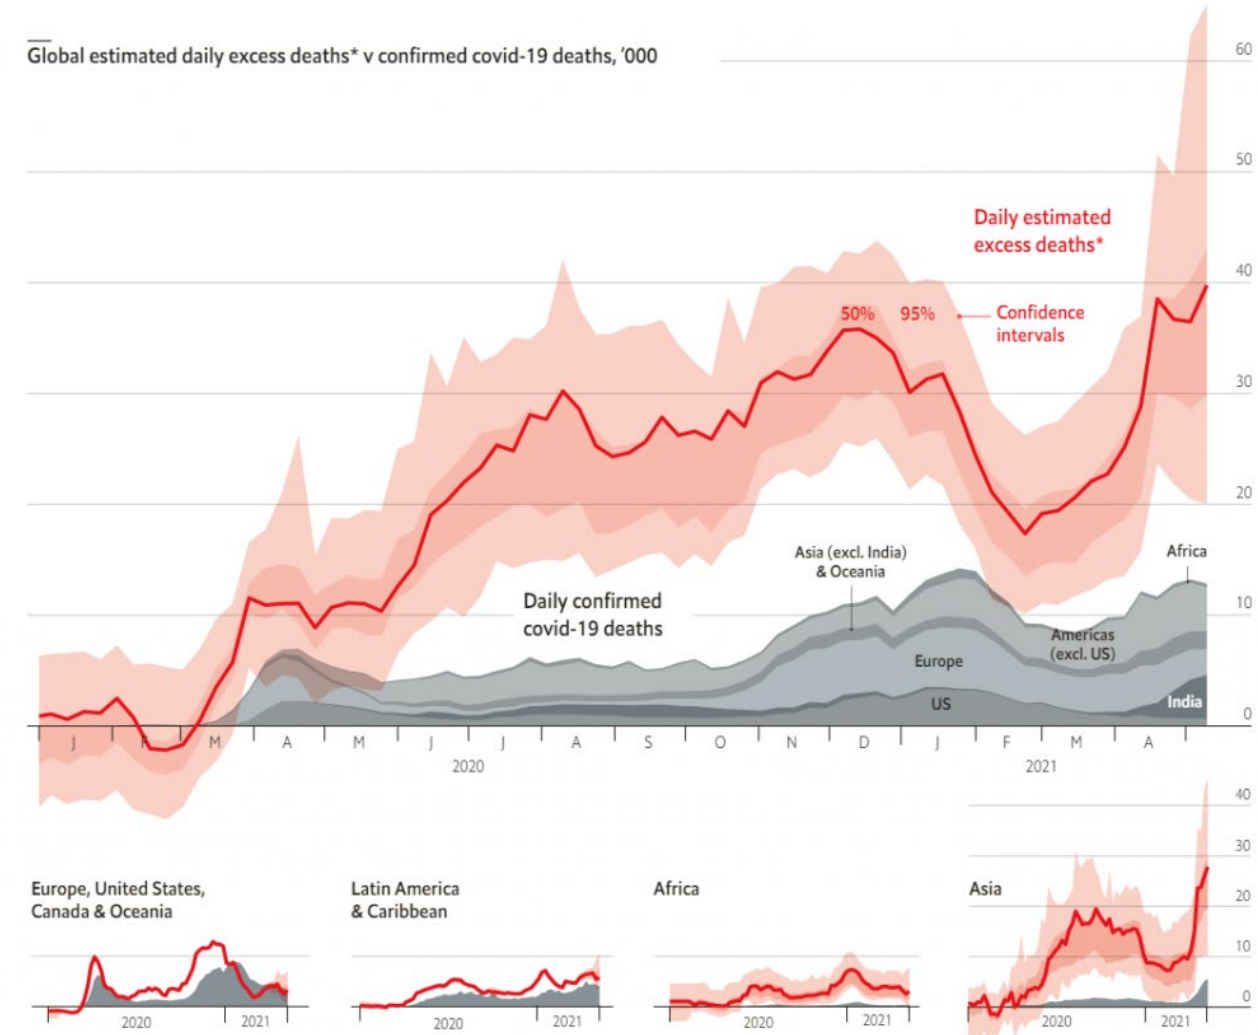 Global estimated daily excess deaths* v confirmed covid-19 deaths, ’000
60
50
Daily estimated
excess deaths*
40
50%
95%
Confidence
intervals
30
20
Asia (excl. India)
& Oceania
Africa
Daily confirmed
covid-19 deaths
10
Americas
(excl. US)
Europe
US
India
0
J F M A M J J A S O N D J F M A
2020 2021
40
30
20
10
0
Europe, United States,
Canada & Oceania
2020 2021
Latin America
& Caribbean
2020 2021
Africa
2020 2021
Asia
2020 2021